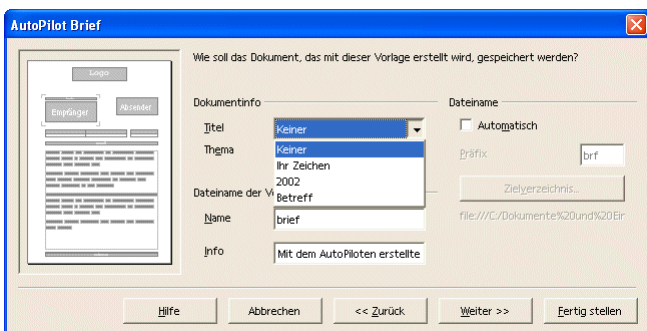 AutoPilot Brief
Wie soll das Dokument, das mit dieser Vorlage erstellt wird, gespeichert werden?
Logo
Empfänger
Absender
Dokumentinfo
Titel
Keiner
Thema
Keiner
Ihr Zeichen
2002
Betreff
Dateiname der V
Name
brief
Info
Mit dem AutoPiloten erstellte
Dateiname
Automatisch
Präfix
brf
Zielverzeichnis...
file:///C:/Dokumente%20und%20Ein
Hilfe
Abbrechen
<< Zurück
Weiter >>
Fertig stellen